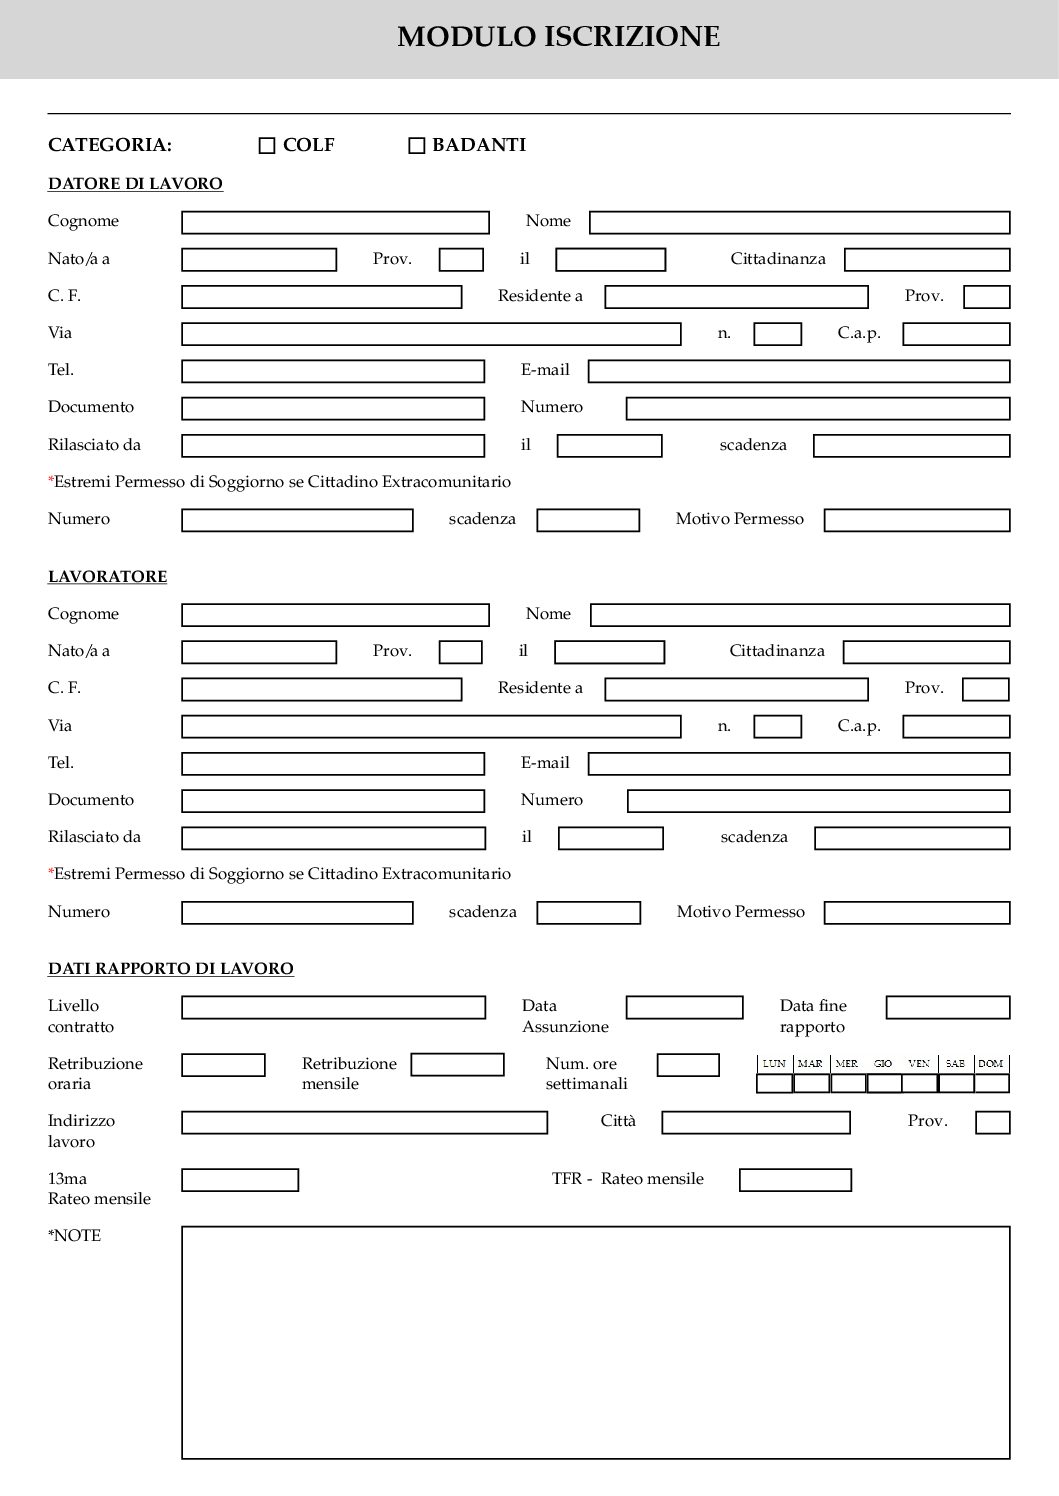 MODULO ISCRIZIONE
CATEGORIA: COLF BADANTI
DATORE DI LAVORO
Cognome Nome
Nato/a a Prov. il Cittadinanza
C. F. Residente a Prov.
Via n. C.a.p.
Tel. E-mail
Documento Numero
Rilasciato da il scadenza
*Estremi Permesso di Soggiorno se Cittadino Extracomunitario
Numero scadenza Motivo Permesso
LAVORATORE
Cognome Nome
Nato/a a Prov. il Cittadinanza
C. F. Residente a Prov.
Via n. C.a.p.
Tel. E-mail
Documento Numero
Rilasciato da il scadenza
*Estremi Permesso di Soggiorno se Cittadino Extracomunitario
Numero scadenza Motivo Permesso
DATI RAPPORTO DI LAVORO
Livello Data Data fine
contratto Assunzione rapporto
Retribuzione Retribuzione Num. ore LUN MAR MER GIO VEN SAB DOM
oraria mensile settimanali
Indirizzo Città Prov.
lavoro
13ma TFR - Rateo mensile
Rateo mensile
*NOTE